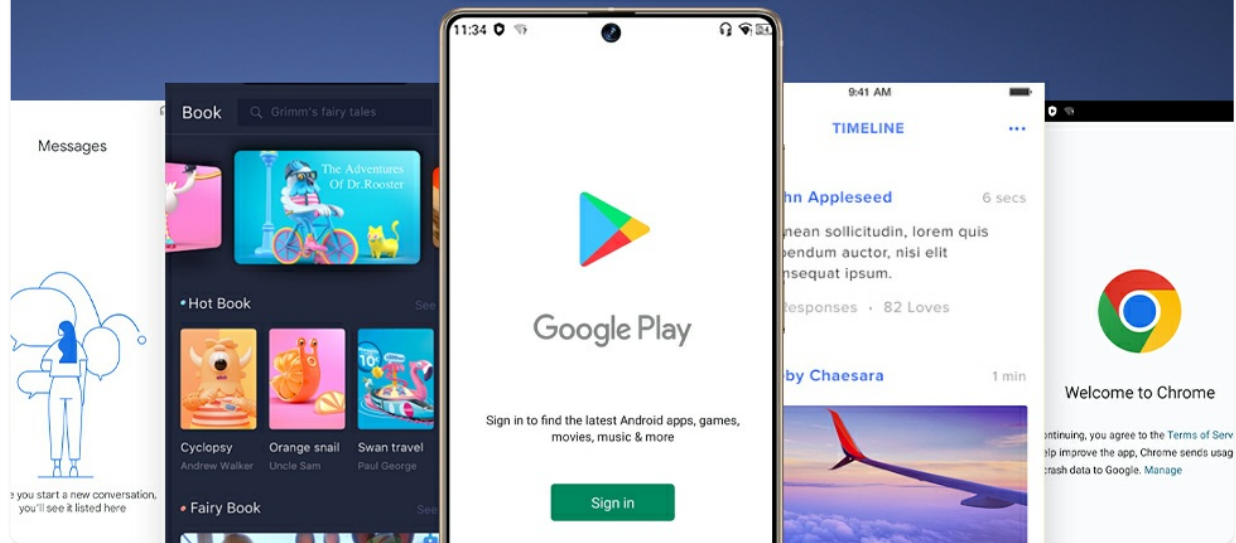 Messages
e you start a new conversation,
you'll see it listed here
Book
Grimm's fairy tales
The Adventures
Of Dr.Rooster
Hot Book
See
Cyclopsy
Andrew Walker
Orange snail
Uncle Sam
Swan travel
Paul George
Fairy Book
See
11:34
Google Play
Sign in to find the latest Android apps, games,
movies, music & more
Sign in
9:41 AM
TIMELINE
hn Appleseed
6 secs
nean sollicitudin, lorem quis
bendum auctor, nisi elit
nsequat ipsum.
Responses • 82 Loves
by Chaesara
1 min
Welcome to Chrome
ontinuing, you agree to the Terms of Serv
elp improve the app, Chrome sends usag
crash data to Google. Manage